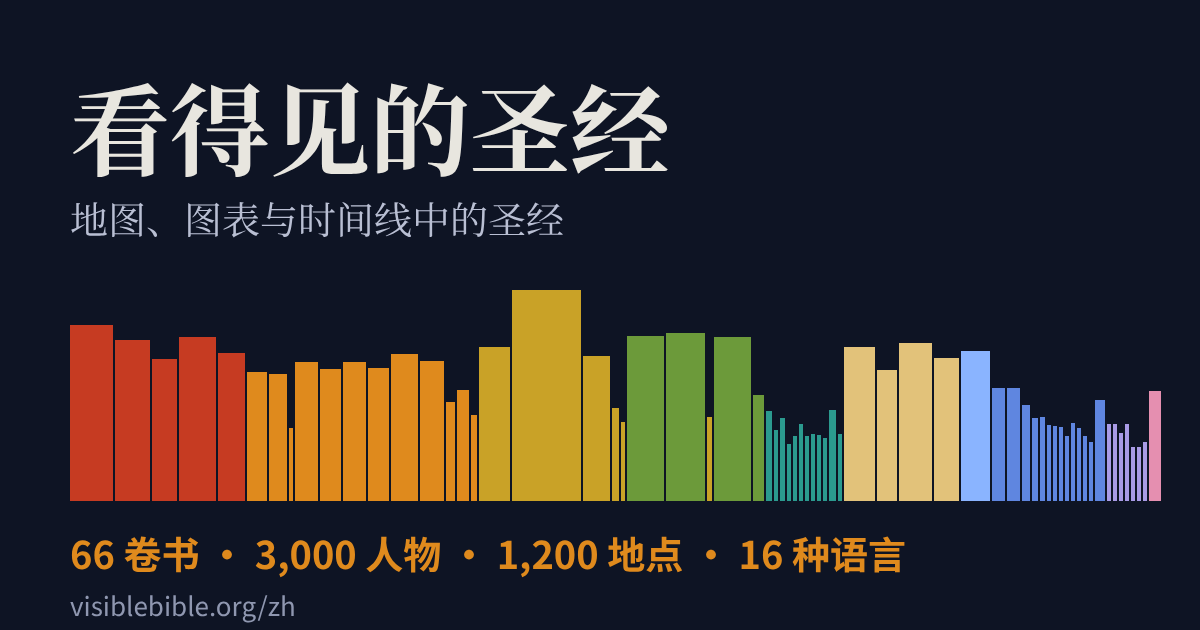 看得见的圣经
地图、图表与时间线中的圣经
66 卷书 · 3,000 人物 · 1,200 地点 · 16 种语言
visiblebible.org/zh